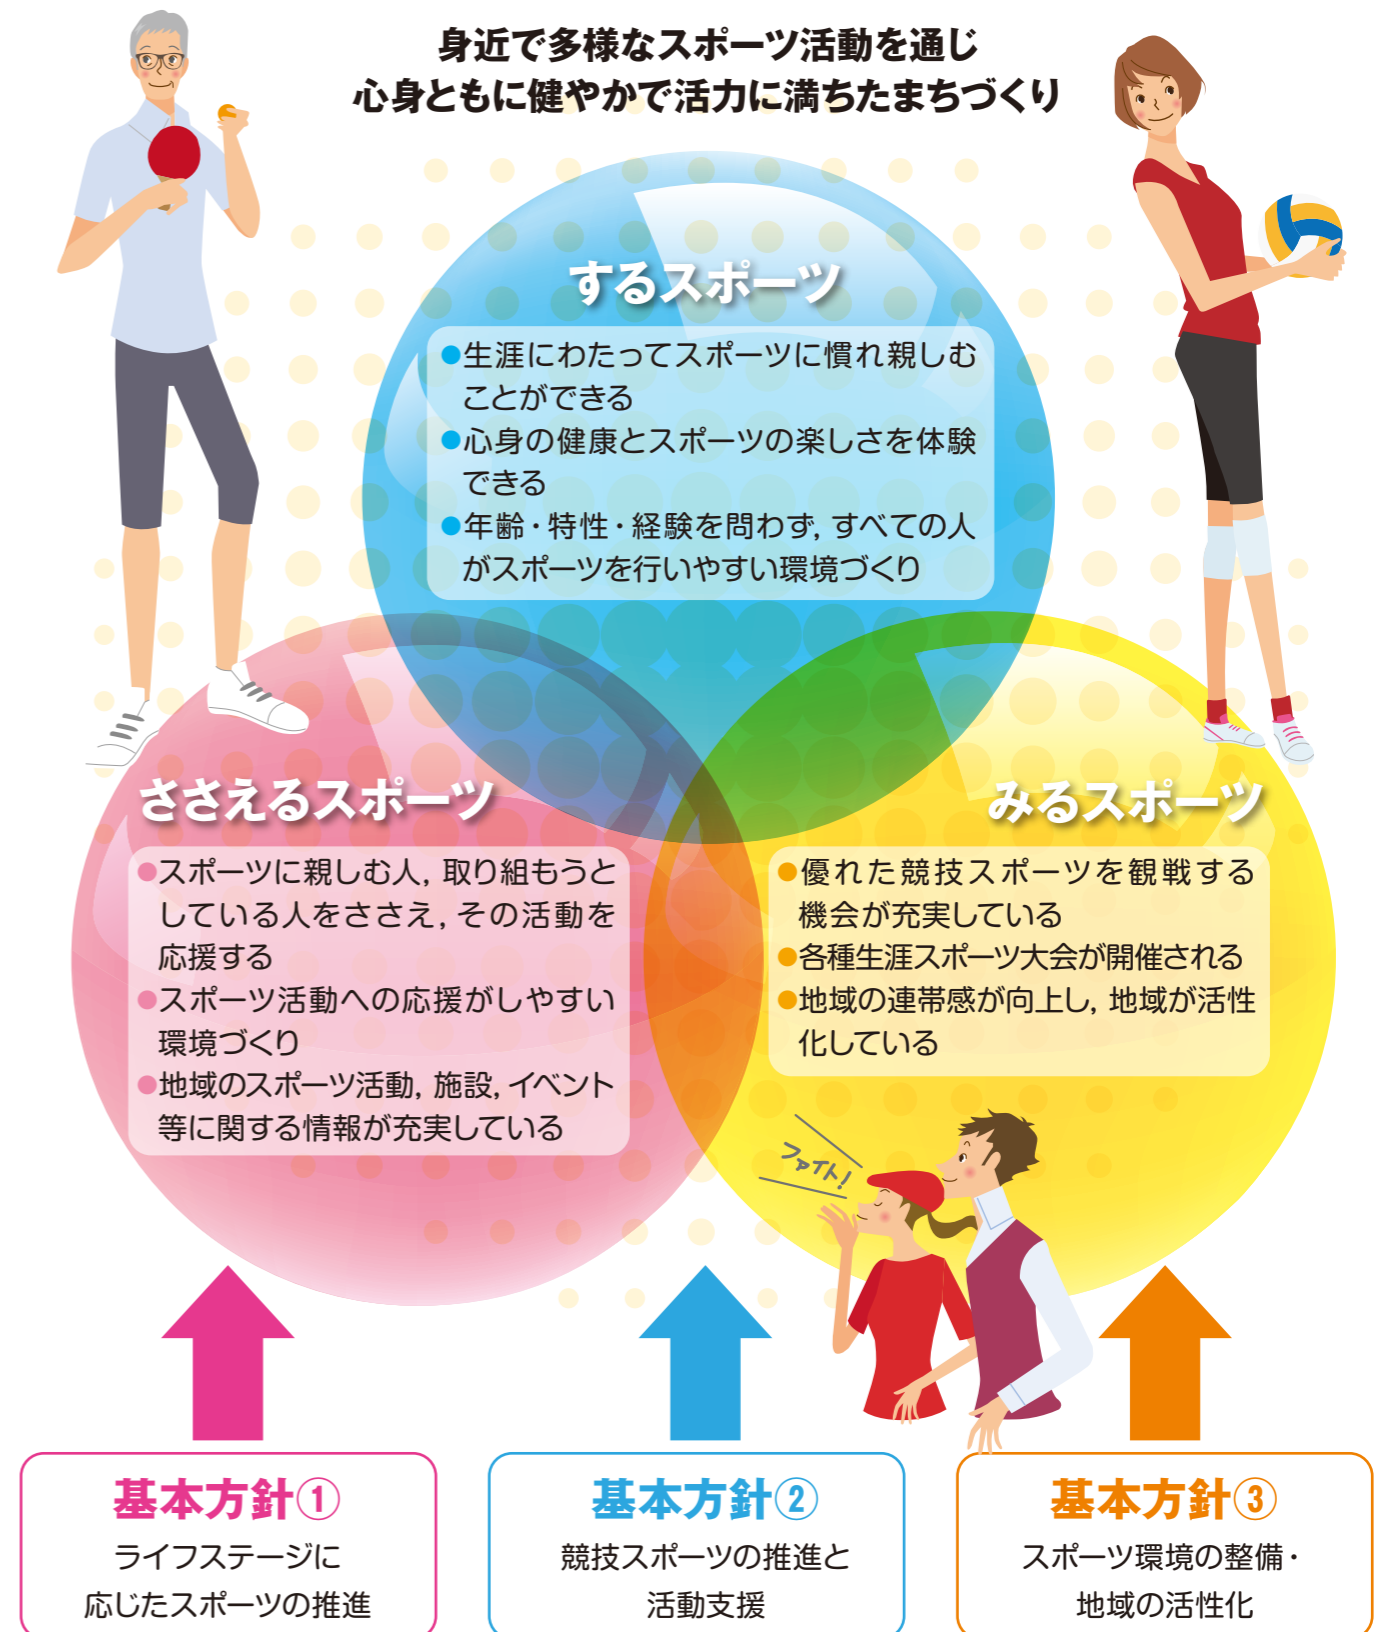 身近で多様なスポーツ活動を通じ
心身ともに健やかで活力に満ちたまちづくり
するスポーツ
●生涯にわたってスポーツに慣れ親しむ
ことができる
●心身の健康とスポーツの楽しさを体験
できる
●年齢・特性・経験を問わず，すべての人
がスポーツを行いやすい環境づくり
ささえるスポーツ
●スポーツに親しむ人，取り組もうと
している人をささえ，その活動を
応援する
●スポーツ活動への応援がしやすい
環境づくり
●地域のスポーツ活動，施設，イベント
等に関する情報が充実している
みるスポーツ
●優れた競技スポーツを観戦する
機会が充実している
●各種生涯スポーツ大会が開催される
●地域の連帯感が向上し，地域が活性
化している
ファイト！
基本方針①
ライフステージに
応じたスポーツの推進
基本方針②
競技スポーツの推進と
活動支援
基本方針③
スポーツ環境の整備・
地域の活性化